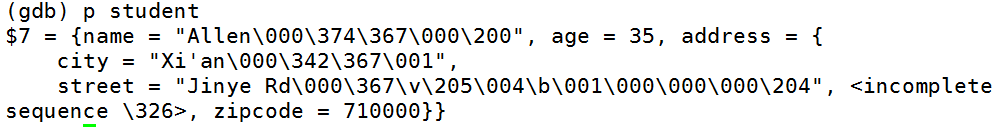 (gdb) p student
$7 = {name = "Allen\000\374\367\000\200", age = 35, address = {
    city = "Xi'an\000\342\367\001",
    street = "Jinye Rd\000\367\v\205\004\b\001\000\000\000\204", <incomplete
sequence \326>, zipcode = 710000}}